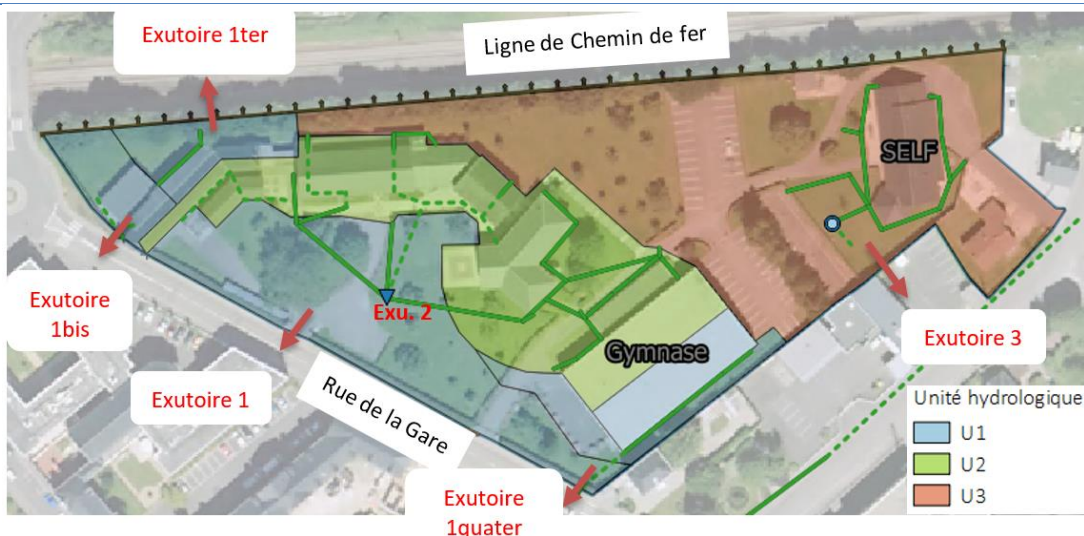 Exutoire 1ter
Ligne de Chemin de fer
SELF
Exutoire
1bis
Exu. 2
Exutoire 1
Rue de la Gare
Gymnase
Exutoire 3
Exutoire
1quater
Unité hydrologique
U1
U2
U3